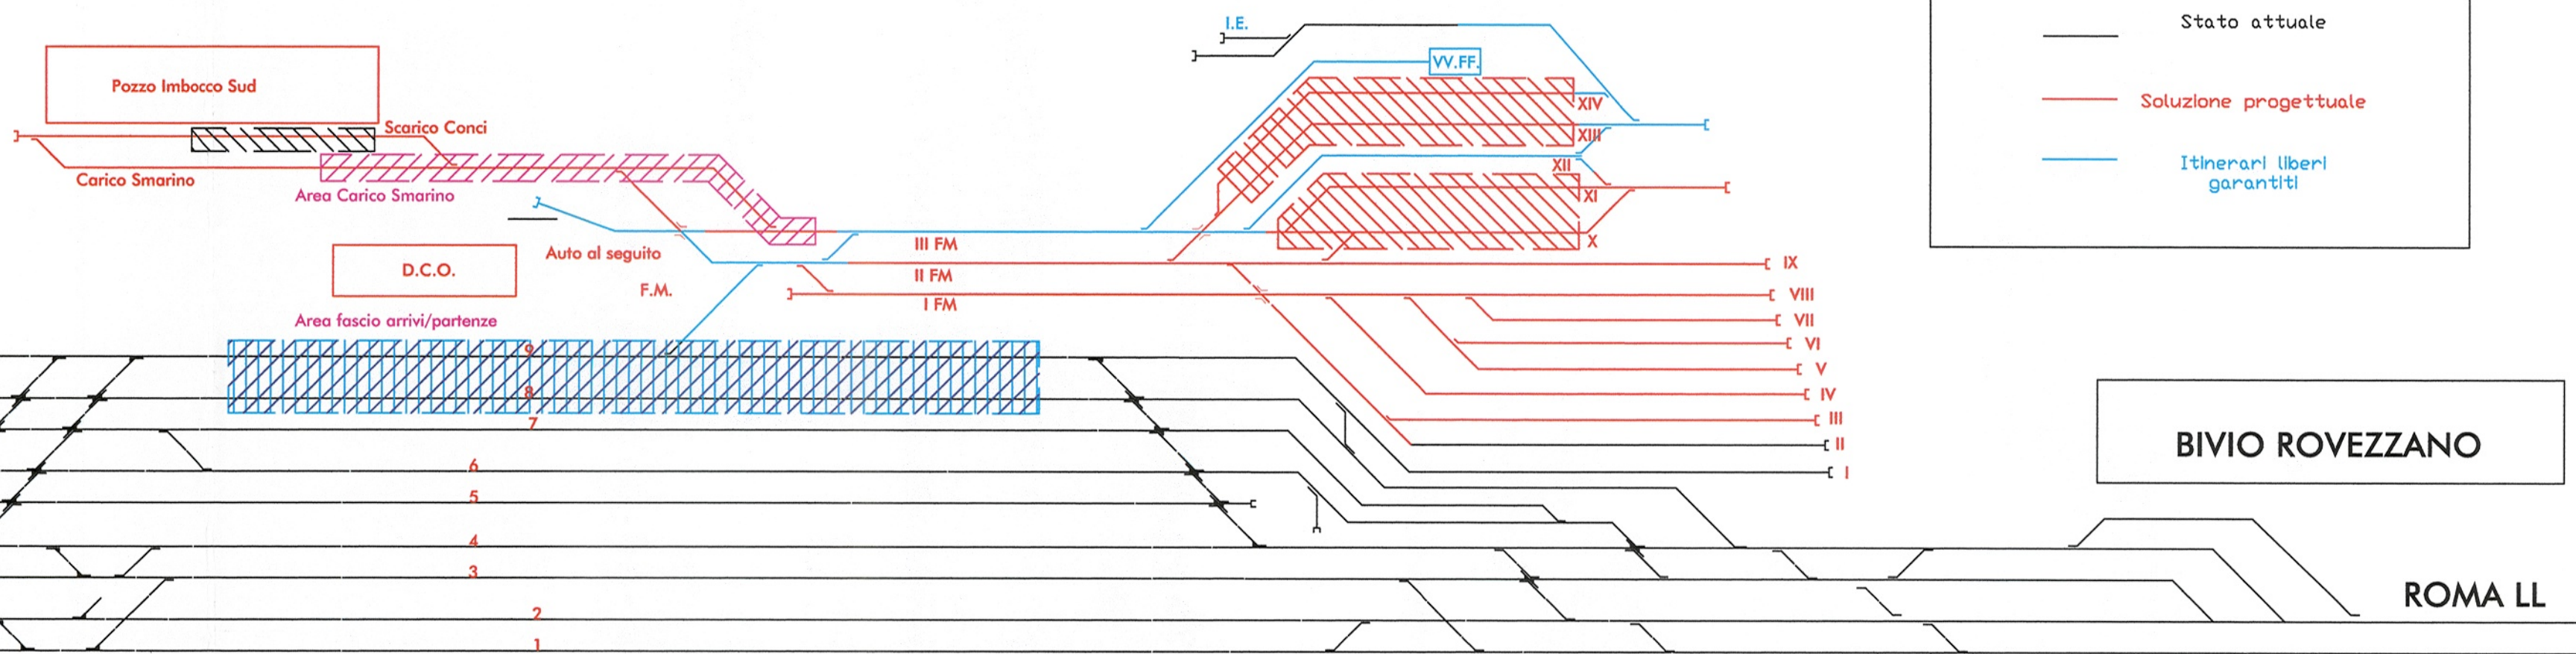 I.E.
Stato attuale
VV.FF.
Pozzo Imbocco Sud
XIV
Soluzione progettuale
Scarico Conci
XIII
XII
Itinerari liberi
garantiti
Carico Smarino
Area Carico Smarino
XI
III FM
X
Auto al seguito
D.C.O.
II FM
IX
F.M.
I FM
VIII
Area fascio arrivi/partenze
VII
9
VI
V
8
IV
7
III
II
BIVIO ROVEZZANO
6
I
5
4
3
ROMA LL
2
1